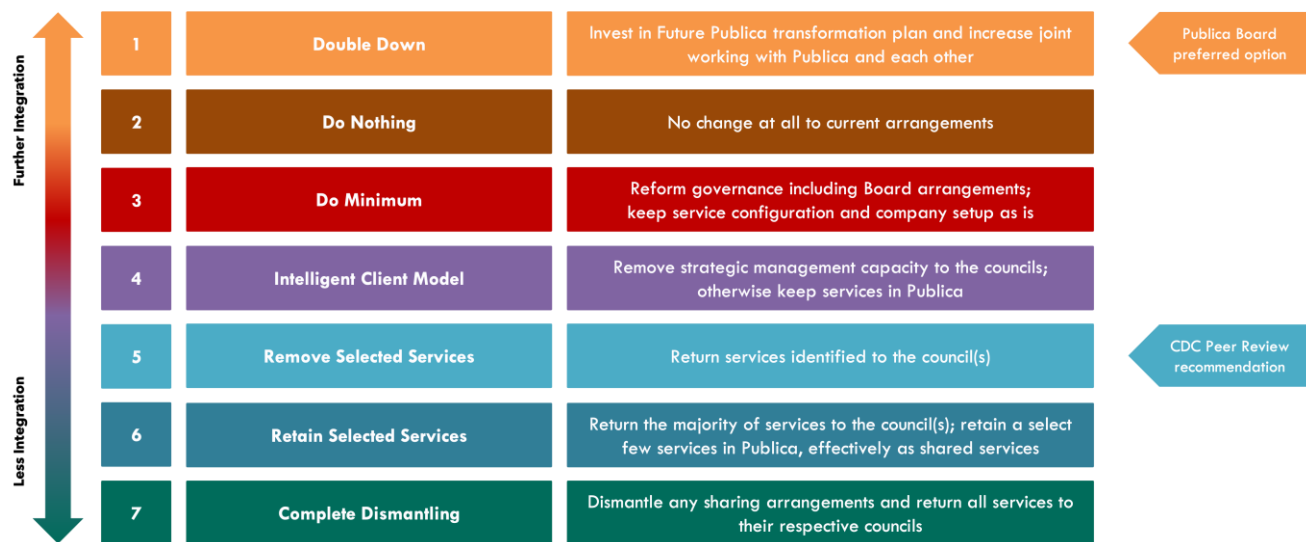 Further Integration
Less Integration
1
Double Down
Invest in Future Publica transformation plan and increase joint
working with Publica and each other
Publica Board
preferred option
2
Do Nothing
No change at all to current arrangements
3
Do Minimum
Reform governance including Board arrangements;
keep service configuration and company setup as is
4
Intelligent Client Model
Remove strategic management capacity to the councils;
otherwise keep services in Publica
5
Remove Selected Services
Return services identified to the council(s)
CDC Peer Review
recommendation
6
Retain Selected Services
Return the majority of services to the council(s); retain a select
few services in Publica, effectively as shared services
7
Complete Dismantling
Dismantle any sharing arrangements and return all services to
their respective councils